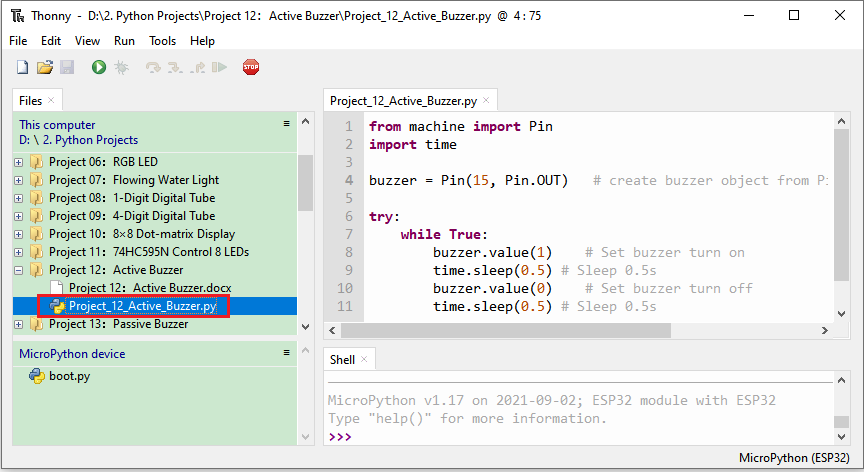 Thonny - D:\2. Python Projects\Project 12：Active Buzzer\Project_12_Active_Buzzer.py @ 4 : 75
File Edit View Run Tools Help
STOP
Files
This computer
D: \ 2. Python Projects
Project 06：RGB LED
Project 07：Flowing Water Light
Project 08：1-Digit Digital Tube
Project 09：4-Digit Digital Tube
Project 10：8×8 Dot-matrix Display
Project 11：74HC595N Control 8 LEDs
Project 12：Active Buzzer
Project 12：Active Buzzer.docx
Project_12_Active_Buzzer.py
Project 13：Passive Buzzer
MicroPython device
boot.py
Project_12_Active_Buzzer.py
1 from machine import Pin
2 import time
3
4 buzzer = Pin(15, Pin.OUT) # create buzzer object from Pi
5
6 try:
7 while True:
8 buzzer.value(1) # Set buzzer turn on
9 time.sleep(0.5) # Sleep 0.5s
10 buzzer.value(0) # Set buzzer turn off
11 time.sleep(0.5) # Sleep 0.5s
Shell
MicroPython v1.17 on 2021-09-02; ESP32 module with ESP32
Type "help()" for more information.
>>>
MicroPython (ESP32)